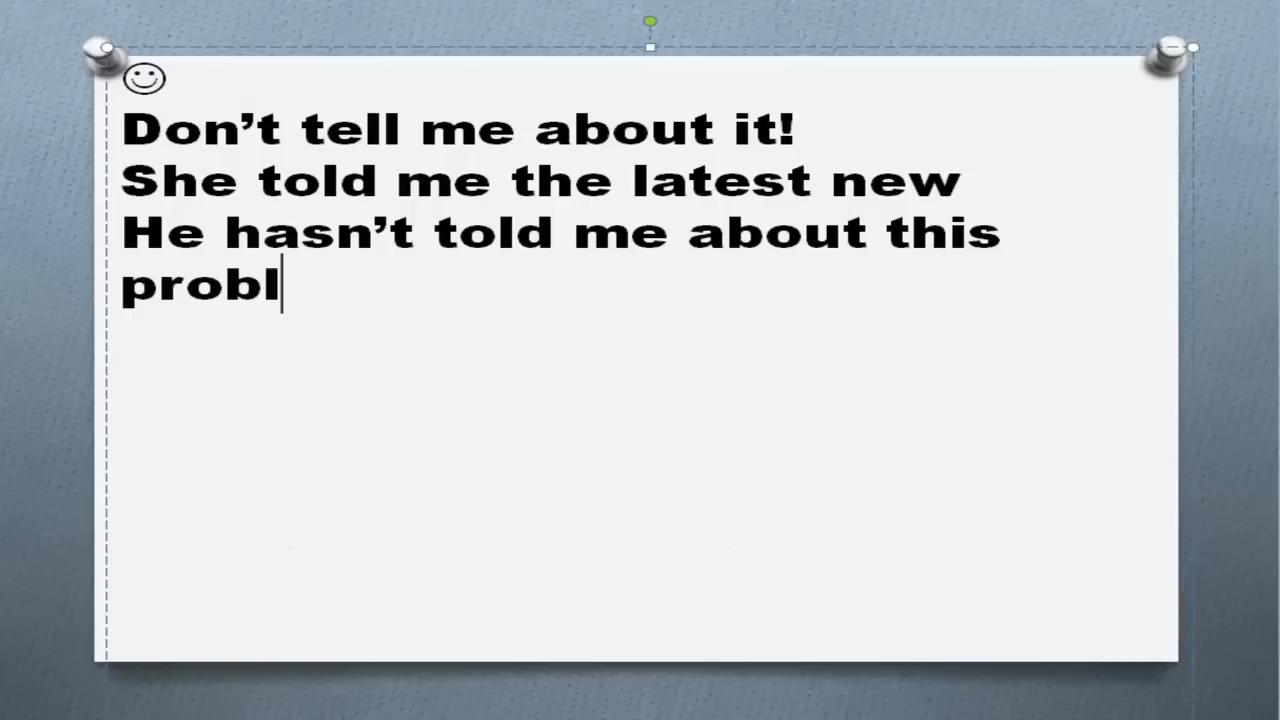 ☺
Don’t tell me about it!
She told me the latest new
He hasn’t told me about this
probl